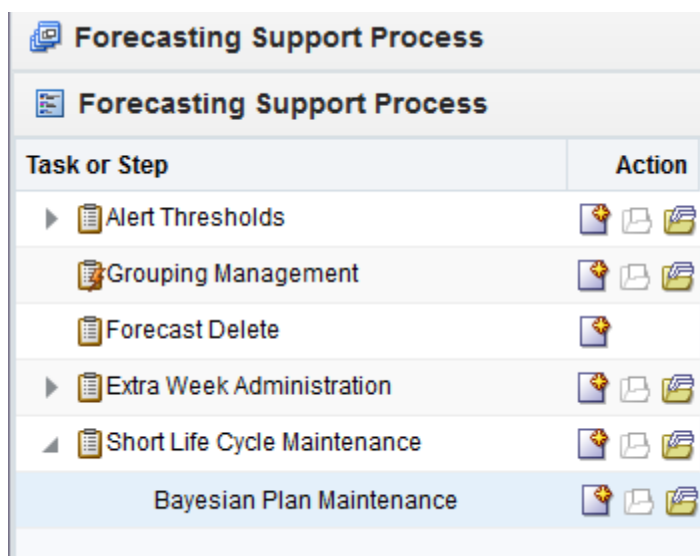 Forecasting Support Process
Forecasting Support Process
Task or Step Action
Alert Thresholds
Grouping Management
Forecast Delete
Extra Week Administration
Short Life Cycle Maintenance
Bayesian Plan Maintenance